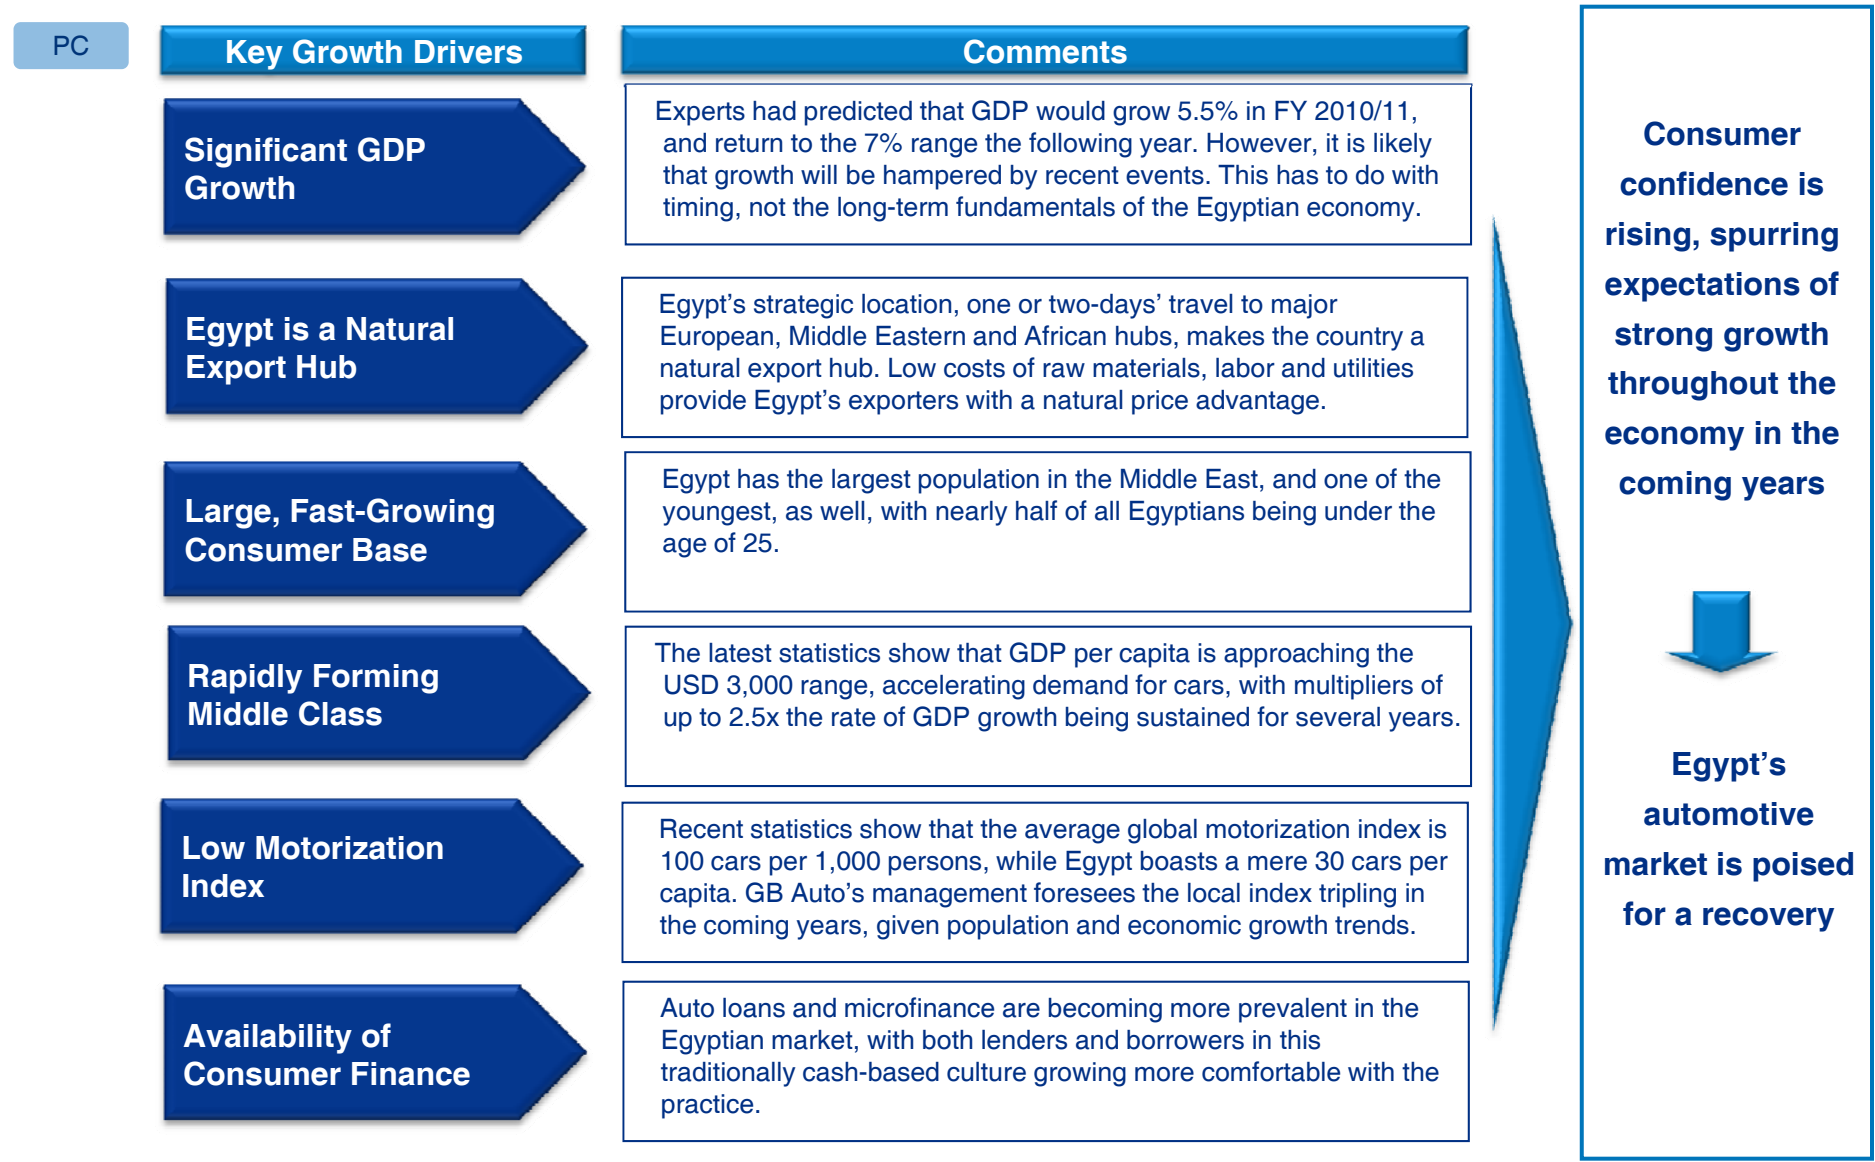 PC
Key Growth Drivers
Comments
Significant GDP
Growth
Experts had predicted that GDP would grow 5.5% in FY 2010/11,
and return to the 7% range the following year. However, it is likely
that growth will be hampered by recent events. This has to do with
timing, not the long-term fundamentals of the Egyptian economy.
Egypt is a Natural
Export Hub
Egypt’s strategic location, one or two-days’ travel to major
European, Middle Eastern and African hubs, makes the country a
natural export hub. Low costs of raw materials, labor and utilities
provide Egypt’s exporters with a natural price advantage.
Large, Fast-Growing
Consumer Base
Egypt has the largest population in the Middle East, and one of the
youngest, as well, with nearly half of all Egyptians being under the
age of 25.
Rapidly Forming
Middle Class
The latest statistics show that GDP per capita is approaching the
USD 3,000 range, accelerating demand for cars, with multipliers of
up to 2.5x the rate of GDP growth being sustained for several years.
Low Motorization
Index
Recent statistics show that the average global motorization index is
100 cars per 1,000 persons, while Egypt boasts a mere 30 cars per
capita. GB Auto’s management foresees the local index tripling in
the coming years, given population and economic growth trends.
Availability of
Consumer Finance
Auto loans and microfinance are becoming more prevalent in the
Egyptian market, with both lenders and borrowers in this
traditionally cash-based culture growing more comfortable with the
practice.
Consumer
confidence is
rising, spurring
expectations of
strong growth
throughout the
economy in the
coming years
Egypt’s
automotive
market is poised
for a recovery